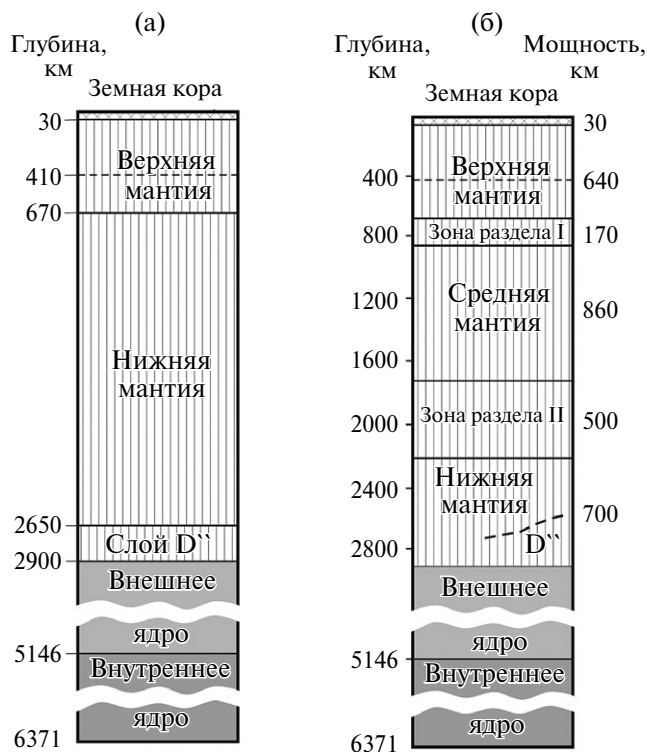 (а)
Глубина,
км
Земная кора
30
Верхняя
410
мантия
670
Нижняя
мантия
2650
Слой D``
2900
Внешнее
ядро
5146
Внутреннее
ядро
6371
(б)
Глубина,
км
Мощность,
км
Земная кора
30
Верхняя
400
640
мантия
Зона раздела I
800
170
Средняя
1200
мантия
860
1600
Зона раздела II
2000
500
Нижняя
2400
мантия
700
D``
2800
Внешнее
ядро
5146
Внутреннее
ядро
6371